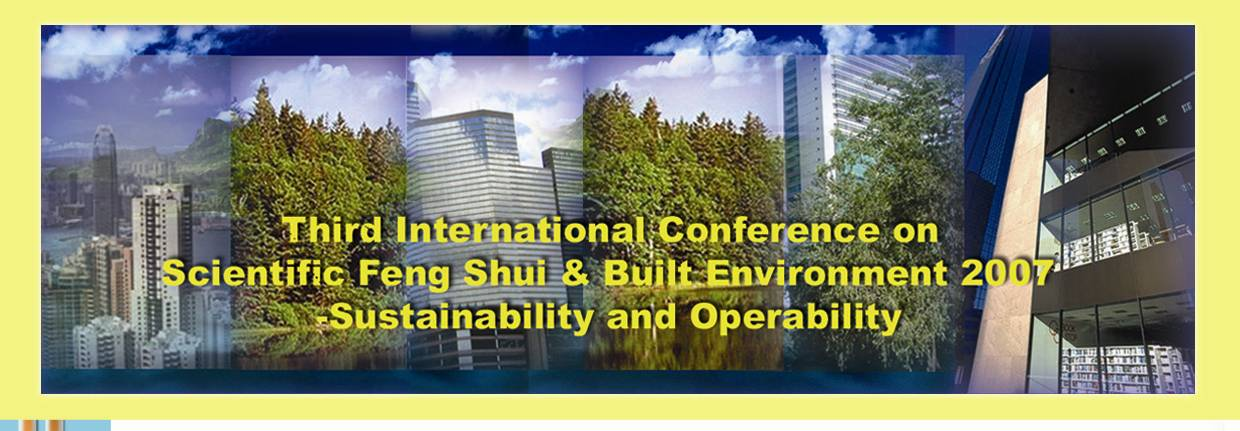 Third International Conference on
Scientific Feng Shui & Built Environment 2007
-Sustainability and Operability